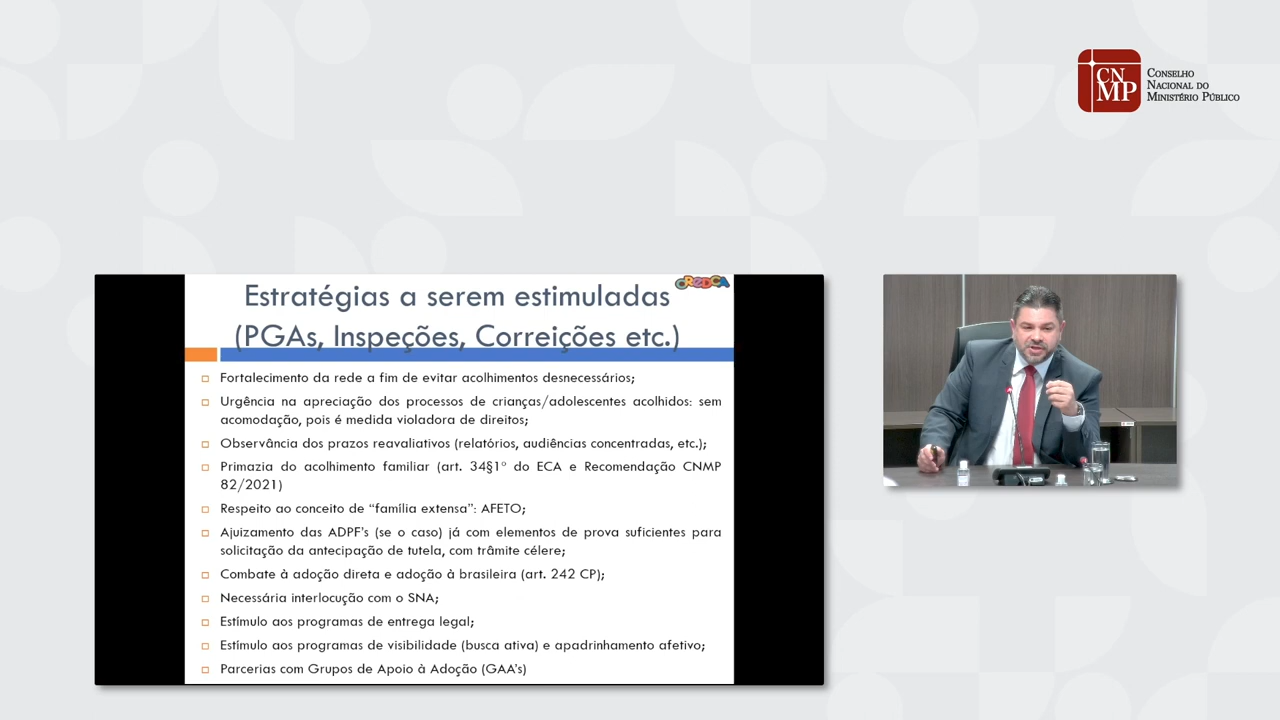 CN
MP
Conselho
Nacional do
Ministério Público
CREDCA
Estratégias a serem estimuladas
(PGAs, Inspeções, Correições etc.)
Fortalecimento da rede a fim de evitar acolhimentos desnecessários;
Urgência na apreciação dos processos de crianças/adolescentes acolhidos: sem
acomodação, pois é medida violadora de direitos;
Observância dos prazos reavaliativos (relatórios, audiências concentradas, etc.);
Primazia do acolhimento familiar (art. 34§1º do ECA e Recomendação CNMP
82/2021)
Respeito ao conceito de “família extensa”: AFETO;
Ajuizamento das ADPF's (se o caso) já com elementos de prova suficientes para
solicitação da antecipação de tutela, com trâmite célere;
Combate à adoção direta e adoção à brasileira (art. 242 CP);
Necessária interlocução com o SNA;
Estímulo aos programas de entrega legal;
Estímulo aos programas de visibilidade (busca ativa) e apadrinhamento afetivo;
Parcerias com Grupos de Apoio à Adoção (GAA's)